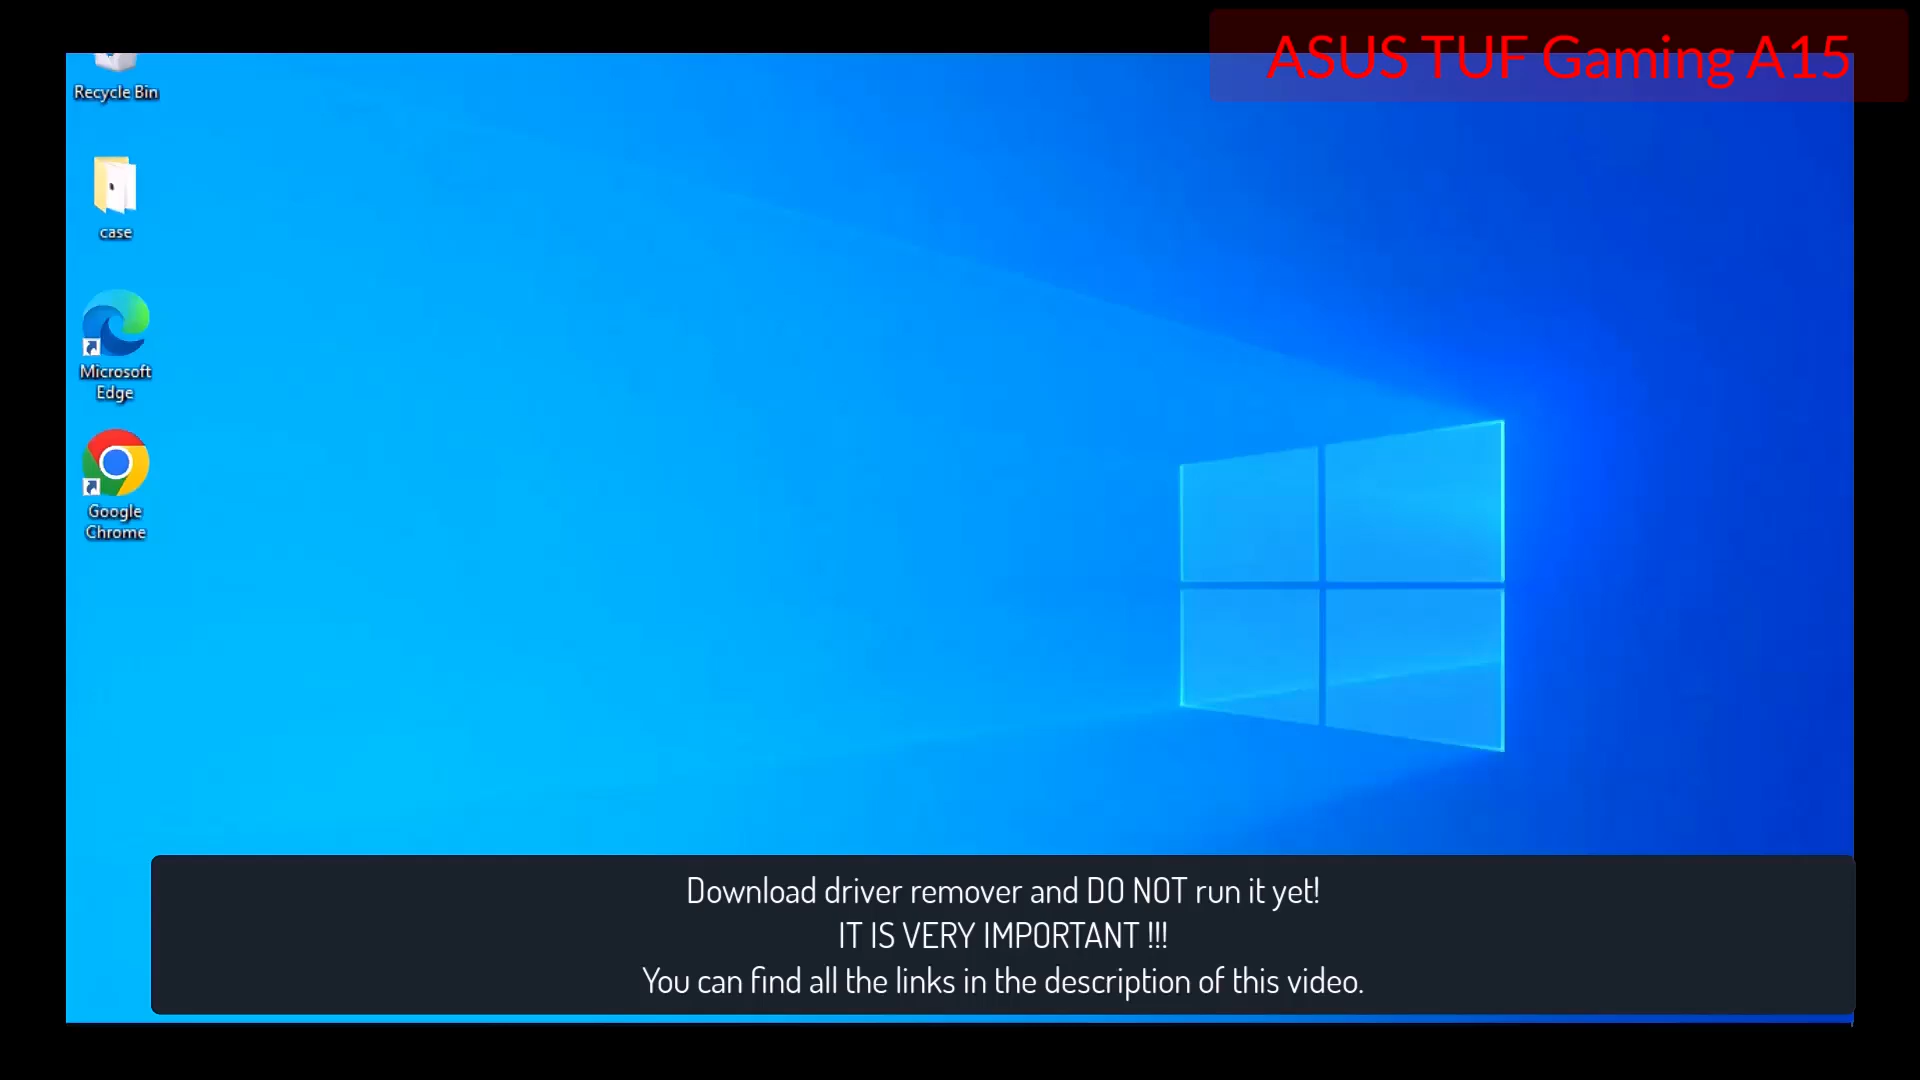 ASUS TUF Gaming A15
Recycle Bin
case
Microsoft
Edge
Google
Chrome
Download driver remover and DO NOT run it yet!
IT IS VERY IMPORTANT !!!
You can find all the links in the description of this video.